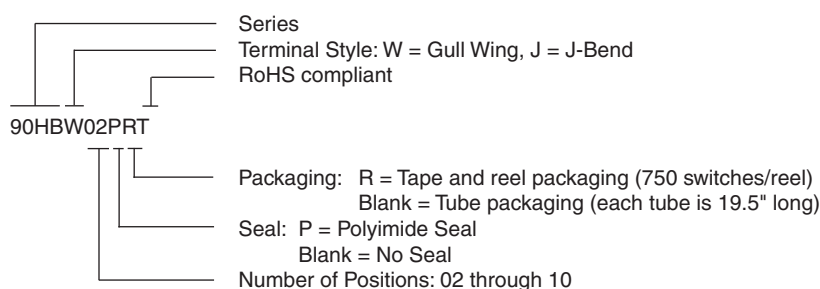 Series
Terminal Style: W = Gull Wing, J = J-Bend
RoHS compliant
90HBW02PRT
Packaging: R = Tape and reel packaging (750 switches/reel)
Blank = Tube packaging (each tube is 19.5" long)
Seal: P = Polyimide Seal
Blank = No Seal
Number of Positions: 02 through 10